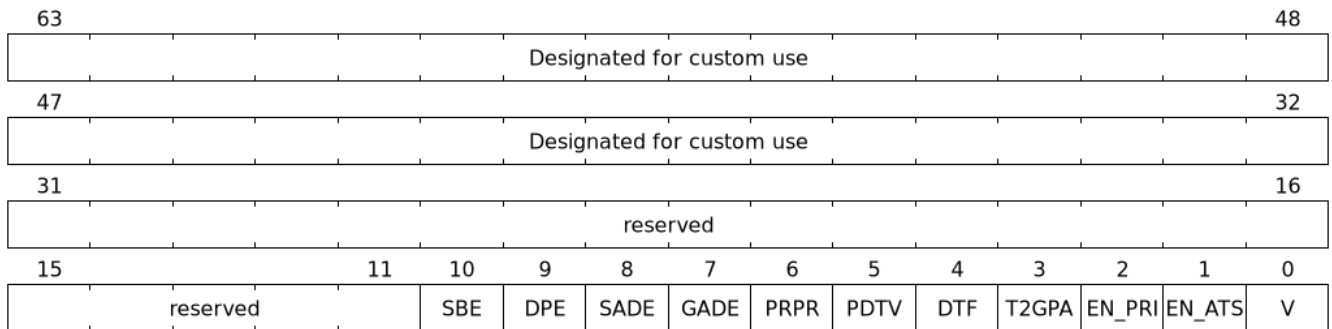 63 48
Designated for custom use
47 32
Designated for custom use
31 16
reserved
15 11 10 9 8 7 6 5 4 3 2 1 0
reserved SBE DPE SADE GADE PRPR PDTV DTF T2GPA EN_PRI EN_ATS V